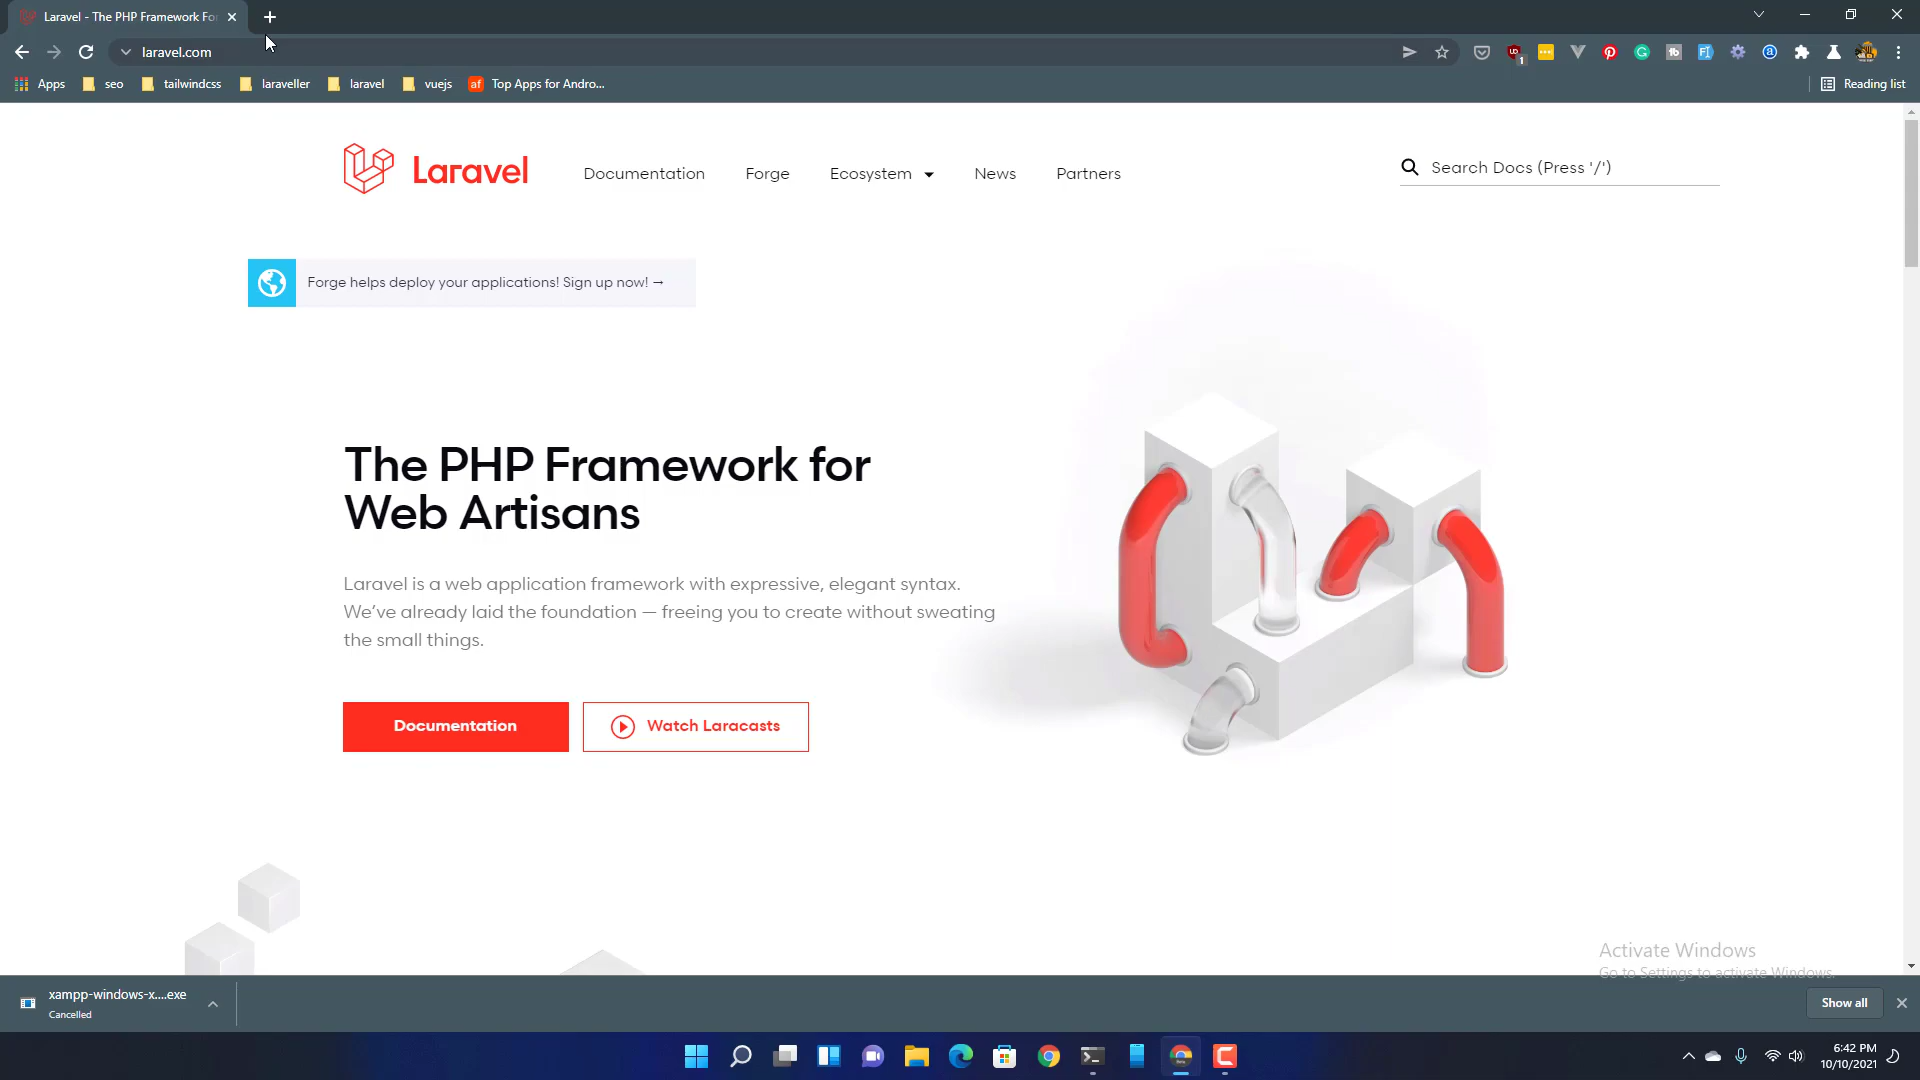 Laravel - The PHP Framework Fo
laravel.com
1
Apps
seo
tailwindcss
laraveller
laravel
vuejs
af
Top Apps for Andro...
Reading list
Laravel
Documentation
Forge
Ecosystem
News
Partners
Search Docs (Press '/')
Forge helps deploy your applications! Sign up now! →
The PHP Framework for
Web Artisans
Laravel is a web application framework with expressive, elegant syntax.
We’ve already laid the foundation — freeing you to create without sweating
the small things.
Documentation
Watch Laracasts
Activate Windows
Go to Settings to activate Windows.
xampp-windows-x....exe
Cancelled
Show all
6:42 PM
10/10/2021